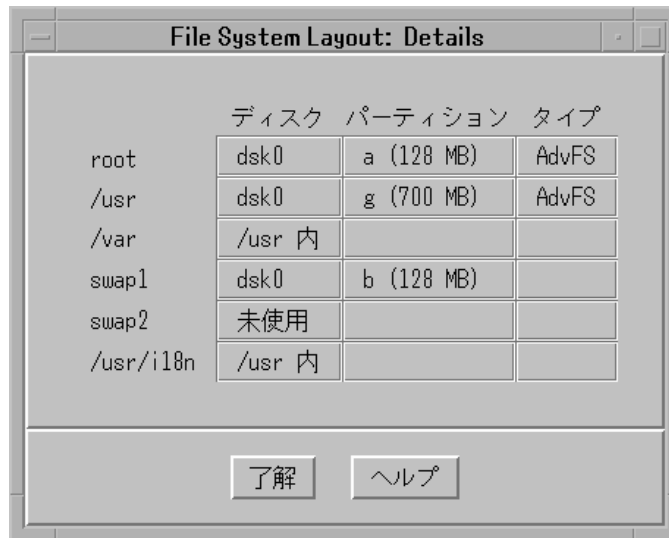 File System Layout: Details
ディスク パーティション タイプ
root dsk0 a (128 MB) AdvFS
/usr dsk0 g (700 MB) AdvFS
/var /usr 内
swap1 dsk0 b (128 MB)
swap2 未使用
/usr/i18n /usr 内
了解 ヘルプ